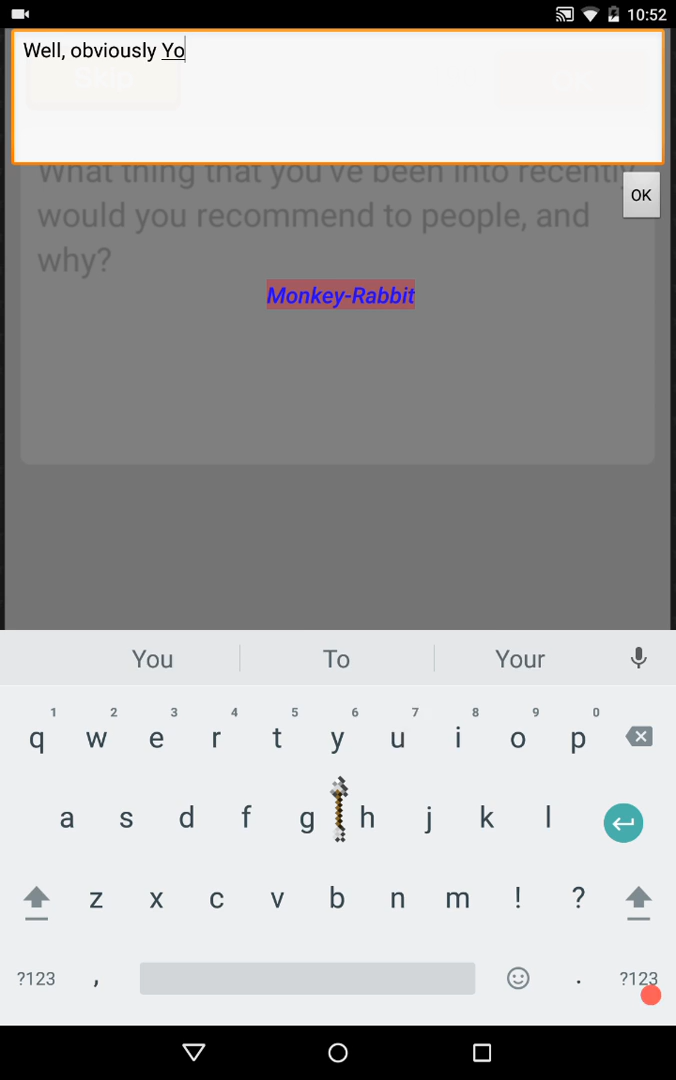 10:52
Well, obviously Yo
Skip
OK
What thing that you've been into recently
would you recommend to people, and
why?
Monkey-Rabbit
You To Your
1 2 3 4 5 6 7 8 9 0
q w e r t y u i o p
a s d f g h j k l
z x c v b n m ! ?
?123 , . ?123